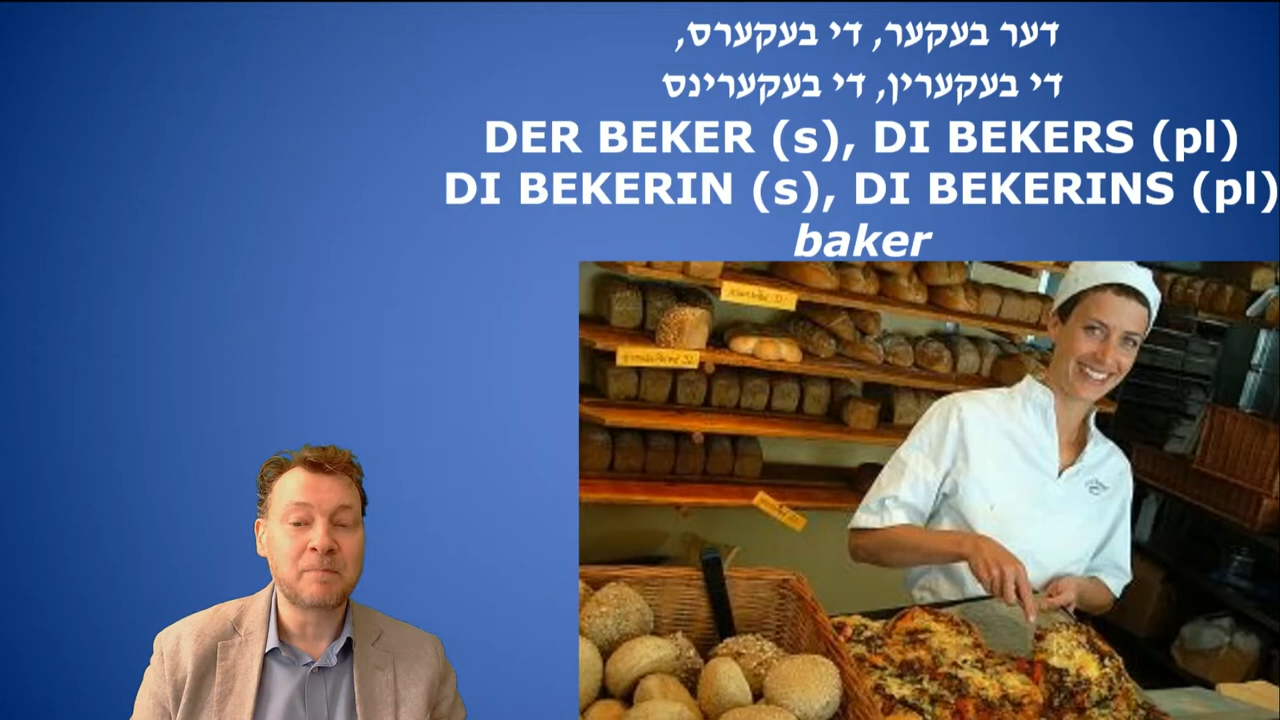 דער בעקער, די בעקערס,
די בעקערין, די בעקערינס
DER BEKER (s), DI BEKERS (pl)
DI BEKERIN (s), DI BEKERINS (pl)
baker